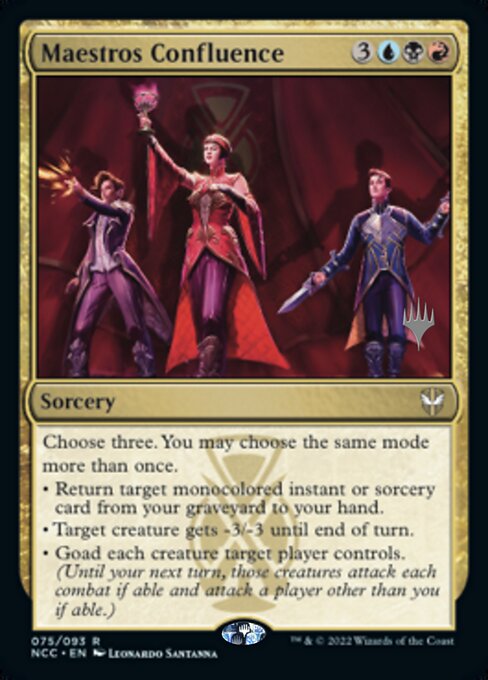 Maestros Confluence 3
Sorcery
Choose three. You may choose the same mode
more than once.
• Return target monocolored instant or sorcery
card from your graveyard to your hand.
• Target creature gets -3/-3 until end of turn.
• Goad each creature target player controls.
(Until your next turn, those creatures attack each
combat if able and attack a player other than you
if able.)
075/093 R
NCC • EN Leonardo Santanna
™ & © 2022 Wizards of the Coast